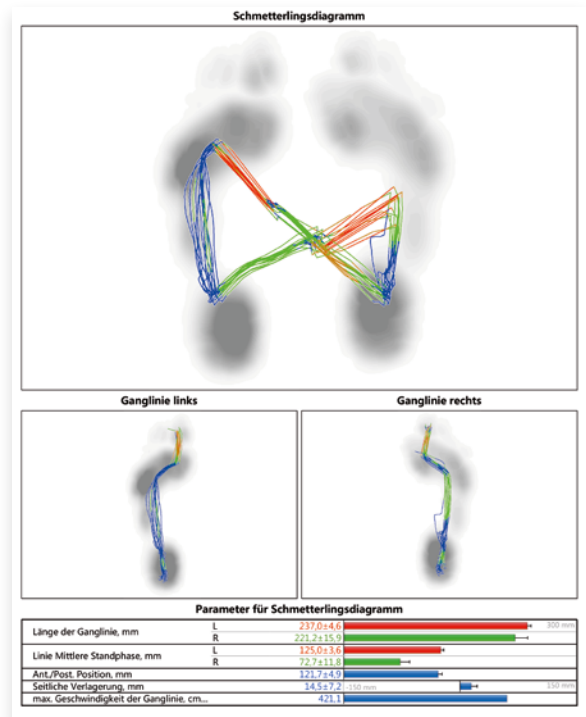 Schmetterlingsdiagramm
Ganglinie links
Ganglinie rechts
Parameter für Schmetterlingsdiagramm
Länge der Ganglinie, mm L 237,0±4,6 300 mm
R 221,2±15,9
Linie Mittlere Standphase, mm L 125,0±3,6
R 72,7±11,8
Ant./Post. Position, mm 121,7±4,9
Seitliche Verlagerung, mm 14,5±7,2 -150 mm 150 mm
max. Geschwindigkeit der Ganglinie, cm... 421,1